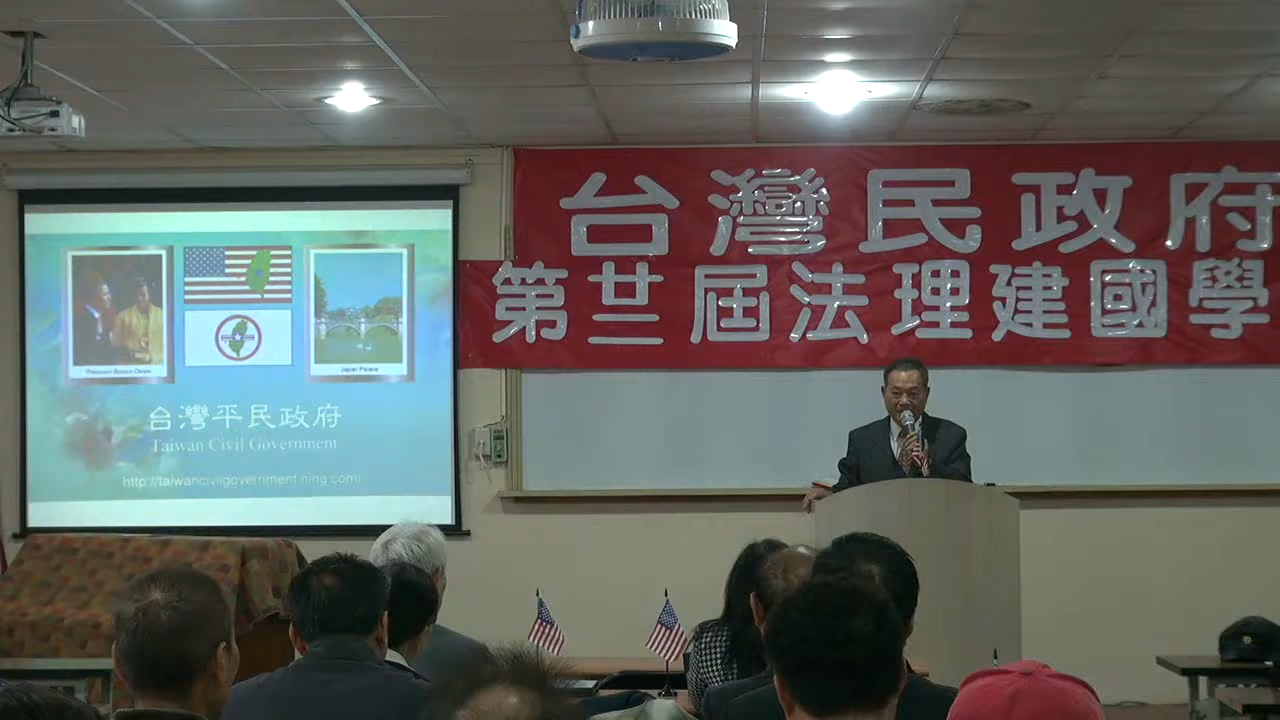 台灣民政府
第廿三屆法理建國學
Japan Palace
台灣平民政府
Taiwan Civil Government
http://taiwancivilgovernment.ning.com/